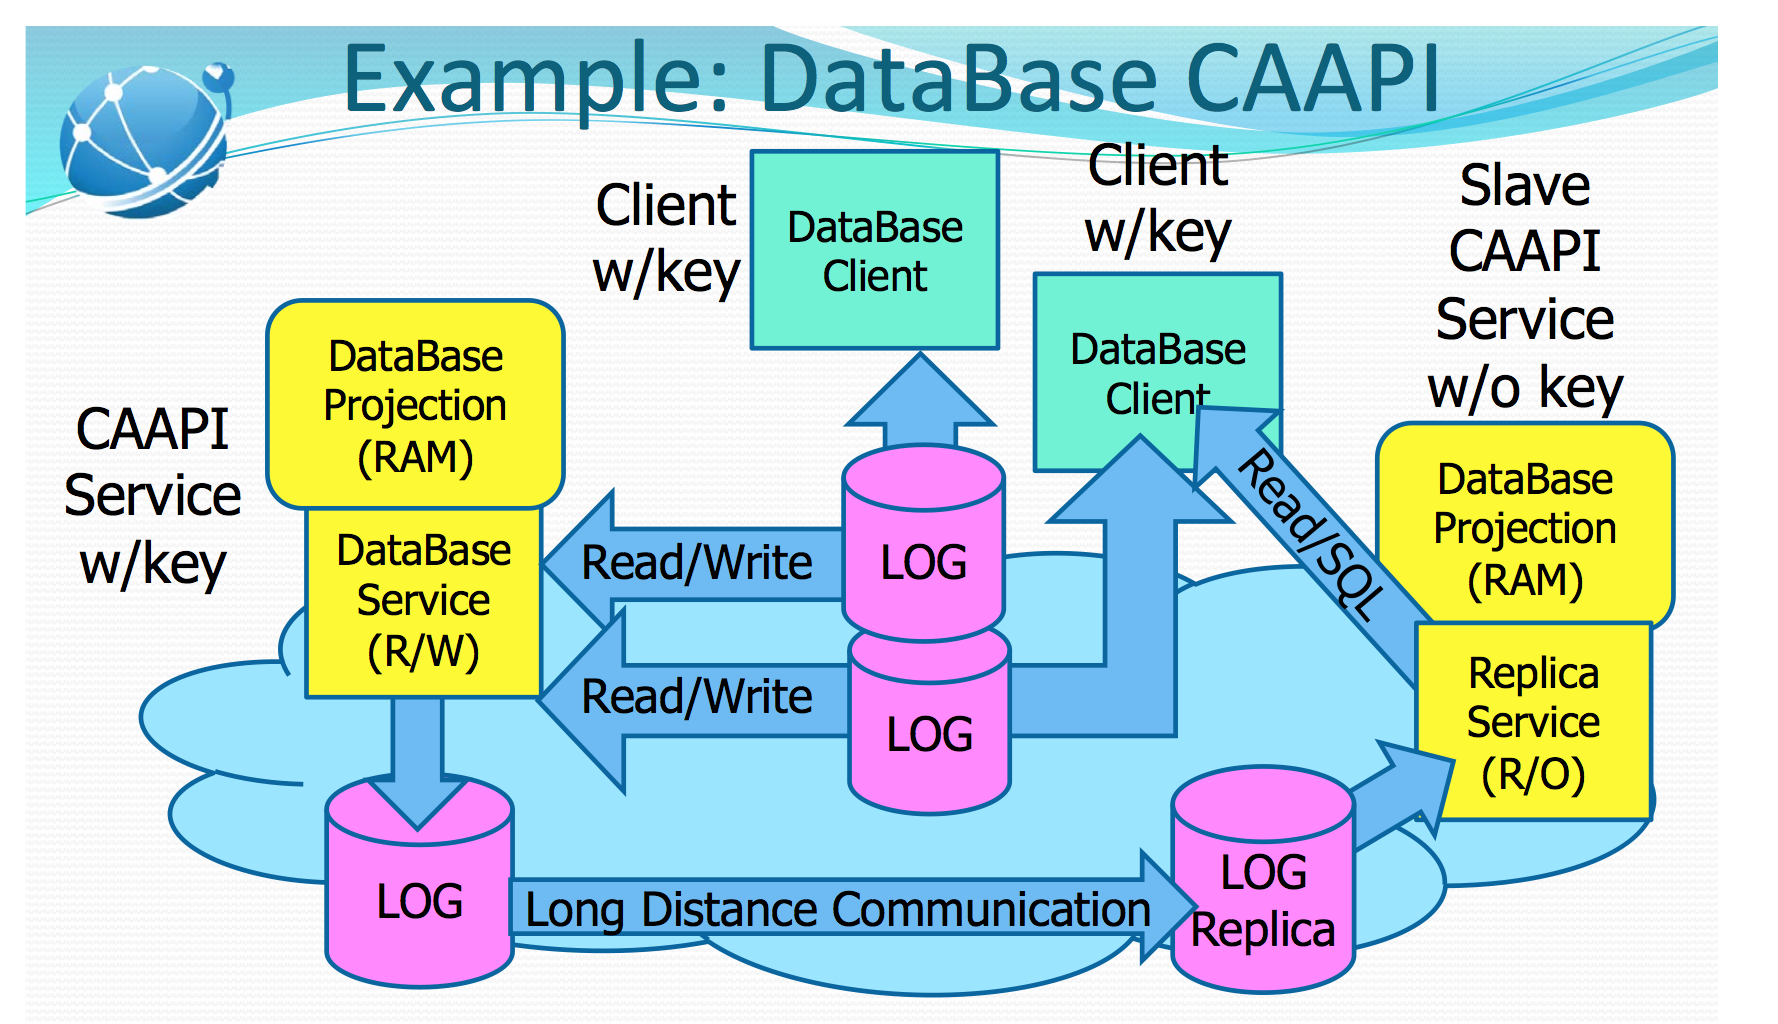 Example: DataBase CAAPI
Client
w/key
DataBase
Client
Client
w/key
DataBase
Client
Slave
CAAPI
Service
w/o key
CAAPI
Service
w/key
DataBase
Projection
(RAM)
DataBase
Service
(R/W)
Read/Write
LOG
Read/Write
LOG
Read/SQL
DataBase
Projection
(RAM)
Replica
Service
(R/O)
LOG
Long Distance Communication
LOG
Replica